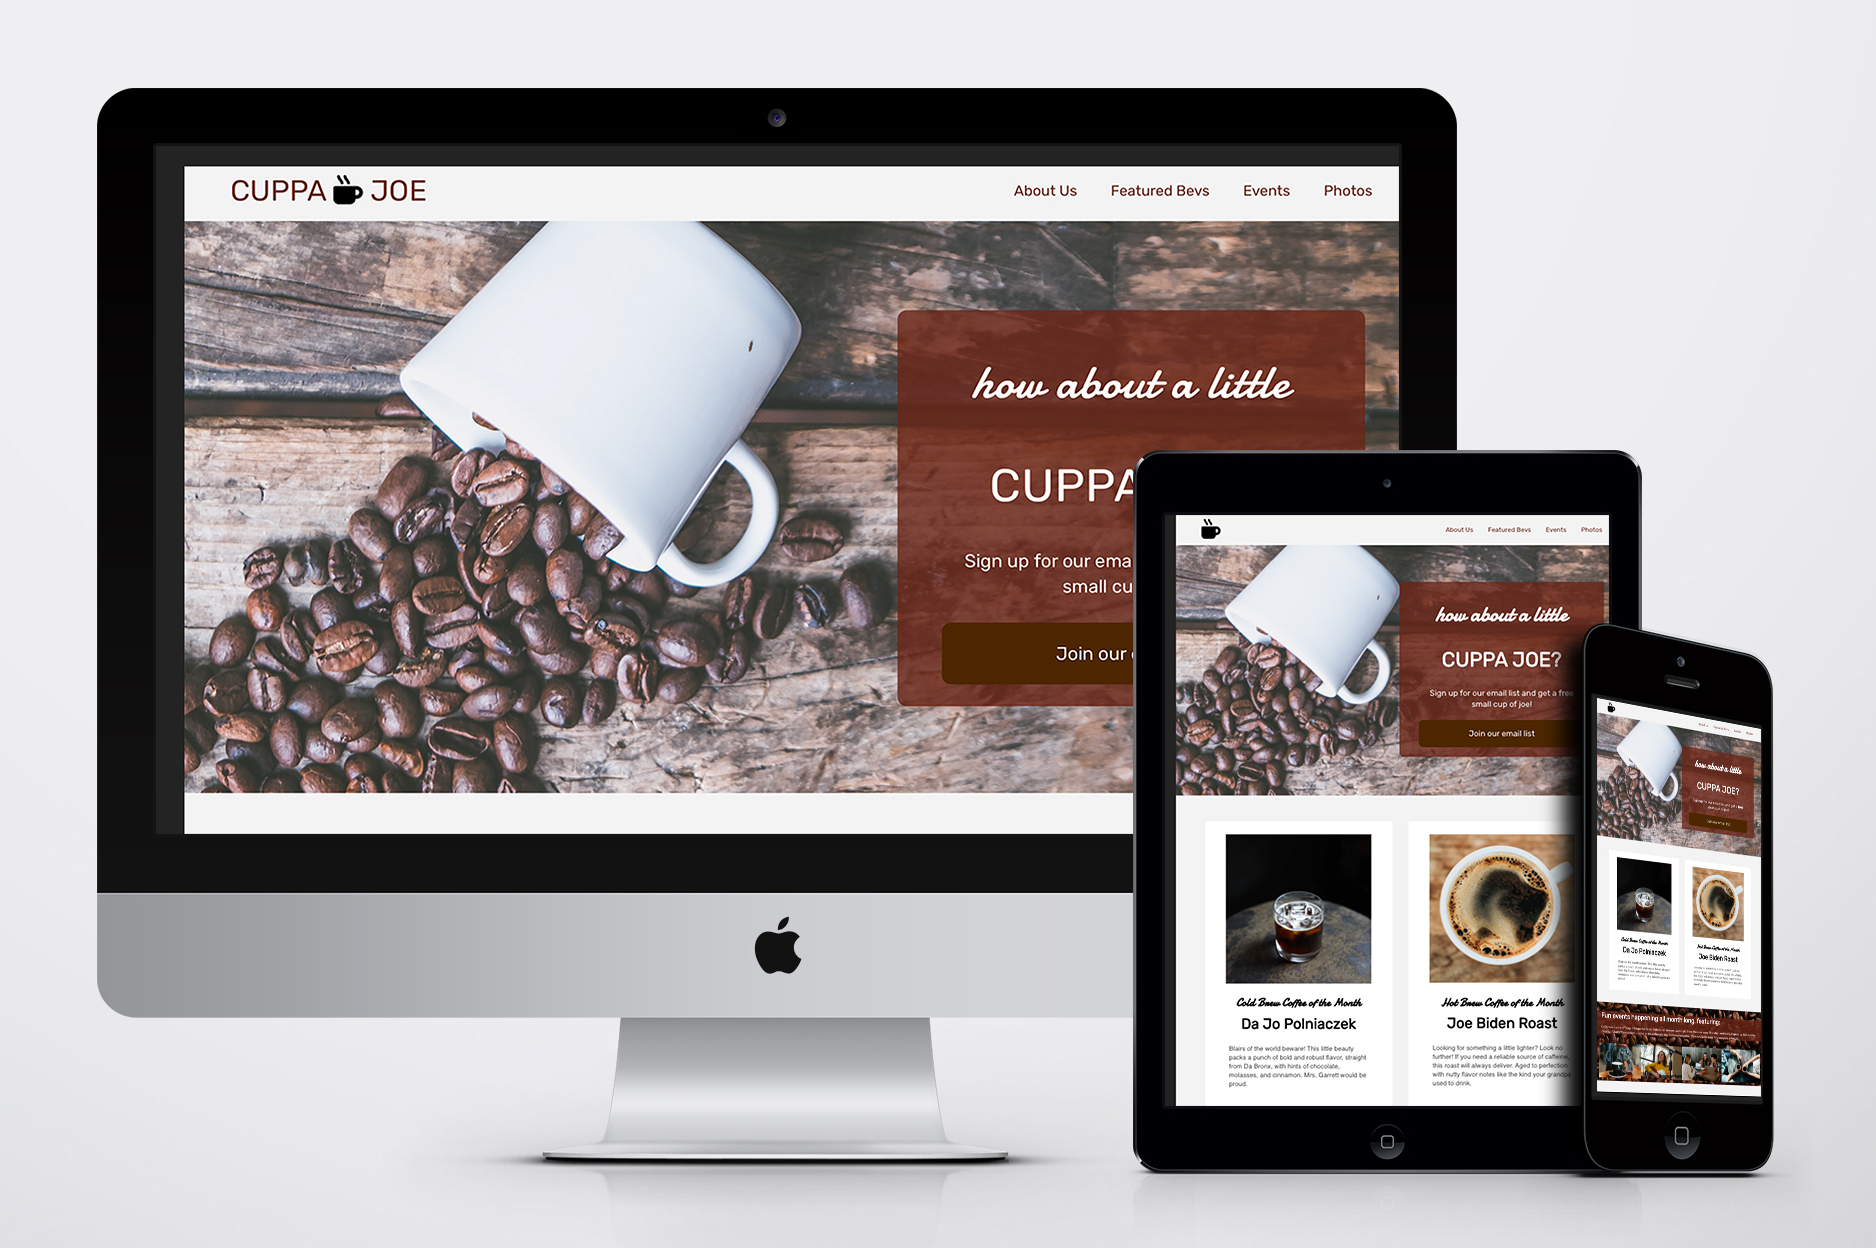 CUPPA JOE
About Us Featured Bevs Events Photos
how about a little
CUPPA
Sign up for our
small
Join our
About Us Featured Bevs Events Photos
how about a little
CUPPA JOE?
Sign up for our email list and get a free
small cup of joe!
Join our email list
Cold Brew Coffee of the Month
Da Jo Polniaczek
Blairs of the world beware! This little beauty
packs a punch of bold and robust flavor, straight
from Da Bronx, with hints of chocolate,
molasses, and cinnamon. Mrs. Garrett would be
proud.
Hot Brew Coffee of the Month
Joe Biden Roast
Looking for something a little lighter? Look no
further! If you need a reliable source of caffeine,
this roast will always deliver. Aged to perfection
with nutty flavor notes like the kind your grandpa
used to drink.
how about a little
CUPPA JOE?
Join our email list
Cold Brew Coffee of the Month
Da Jo Polniaczek
Hot Brew Coffee of the Month
Joe Biden Roast
Fun events happening all month long, featuring: